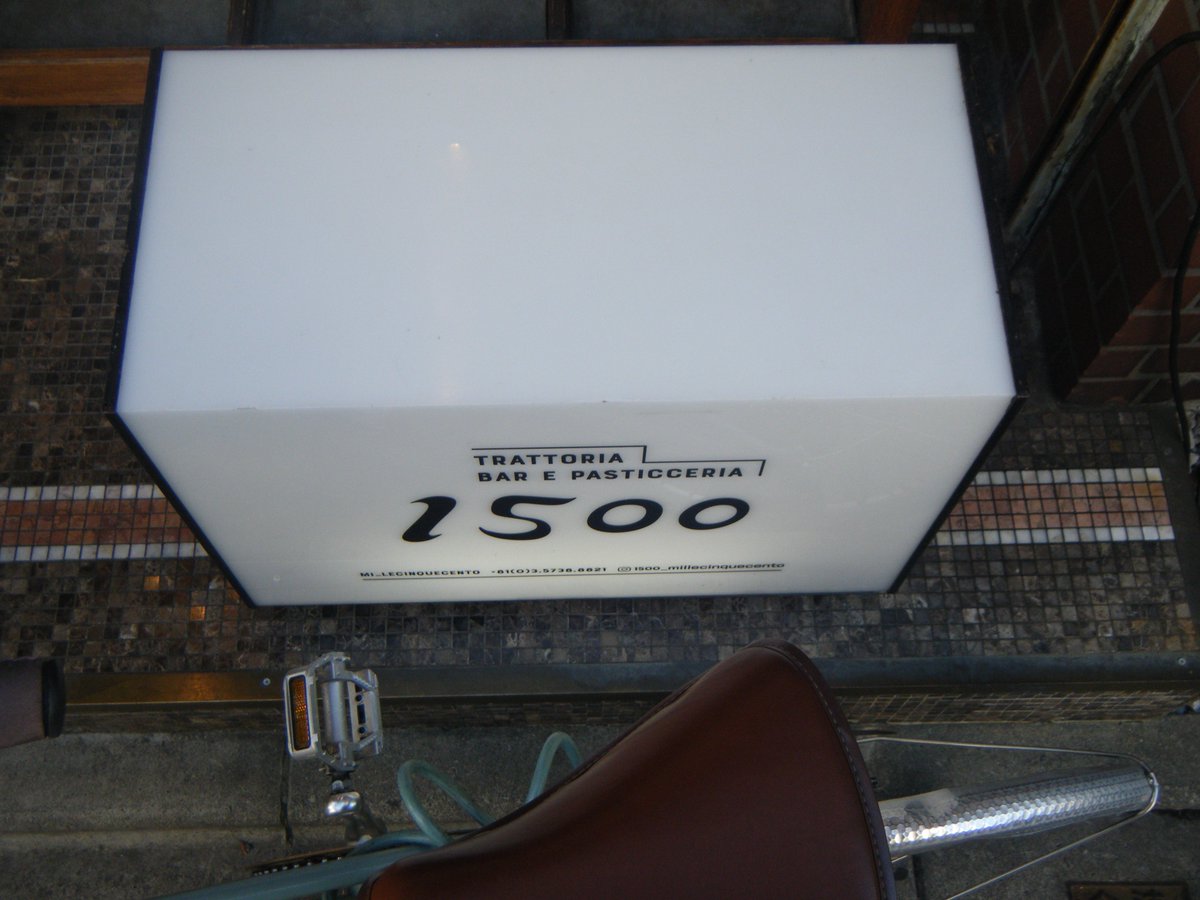 TRATTORIA
BAR E PASTICCERIA
1500
MI_LECINQUECENTO -81(0)3.5738.8821 1500_millecinquecento